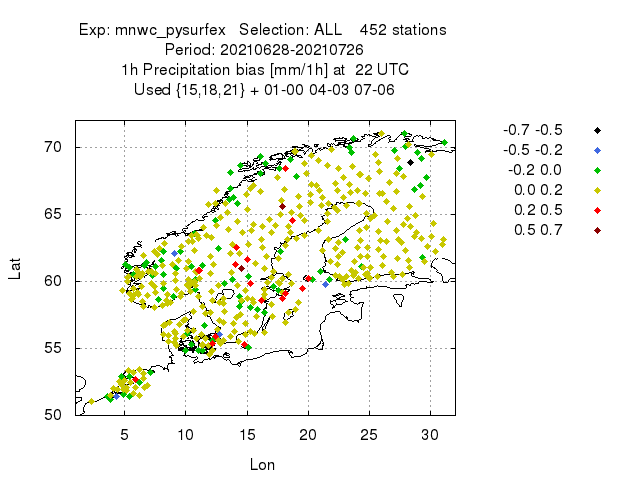 Exp: mnwc_pysurfex   Selection: ALL    452 stations
Period: 20210628-20210726
1h Precipitation bias [mm/1h] at  22 UTC
Used {15,18,21} + 01-00 04-03 07-06
-0.7 -0.5
-0.5 -0.2
-0.2 0.0
0.0 0.2
0.2 0.5
0.5 0.7
70
65
60
55
50
Lat
5 10 15 20 25 30
Lon